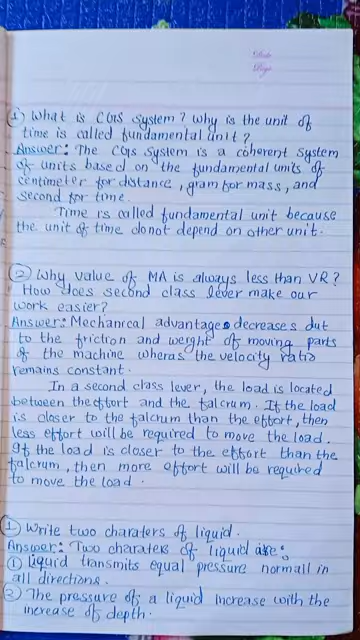 Date
Page
① What is CGS system? Why is the unit of
time is called fundamental unit?
Answer: The CGS system is a coherent system
of units based on the fundamental units of
centimeter for distance, gram for mass, and
second for time.
Time is called fundamental unit because
the unit of time donot depend on other unit.
② Why value of MA is always less than VR?
How does second class lever make our
work easier?
Answer: Mechanical advantage decreases dut
to the friction and weight of moving parts
of the machine wheras the velocity ratio
remains constant.
In a second class lever, the load is located
between the effort and the falcrum. If the load
is closer to the falcrum than the effort, then
less effort will be required to move the load.
If the load is closer to the effort than the
falcrum, then more effort will be required
to move the load.
① Write two charaters of liquid.
Answer: Two charaters of liquid are:
① Liquid transmits equal pressure normall in
all directions.
② The pressure of a liquid increase with the
increase of depth.